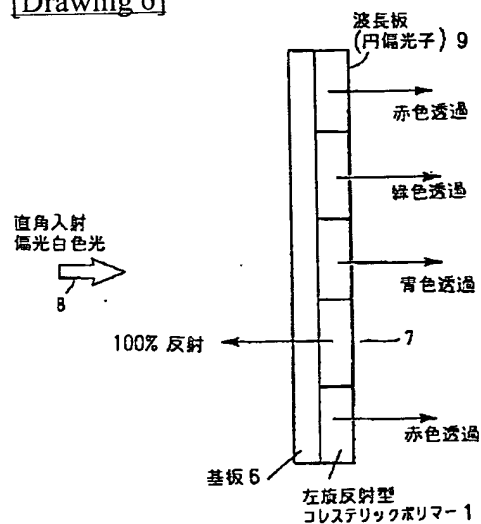 [Drawing 6]
波長板
(円偏光子) 9
赤色透過
緑色透過
直角入射
偏光白色光
8
青色透過
100% 反射
7
赤色透過
基板 6
左旋反射型
コレステリックポリマー 1